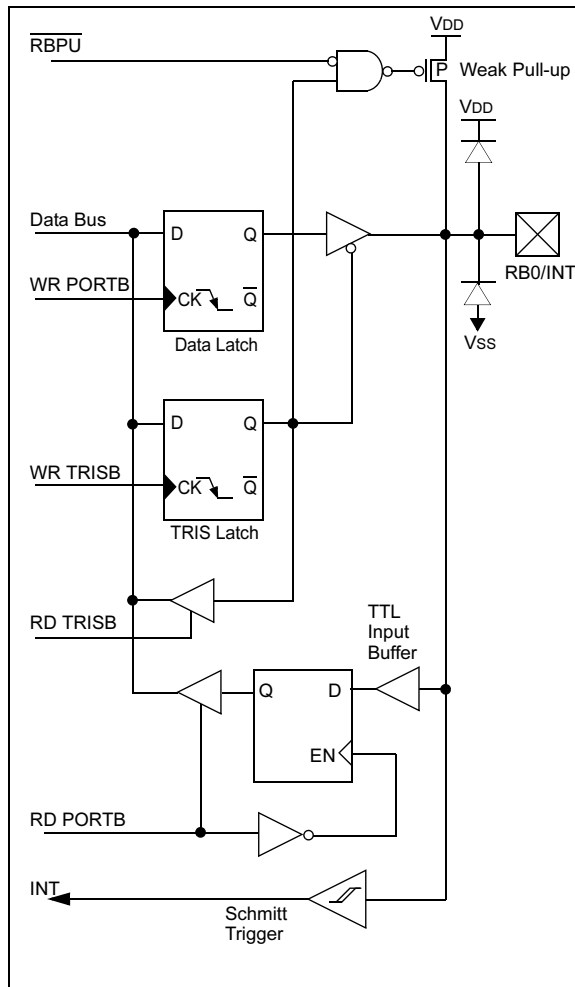 VDD
R̅B̅P̅U̅
P
Weak Pull-up
VDD
Data Bus
D
Q
RB0/INT
WR PORTB
CK
Q̅
VSS
Data Latch
D
Q
WR TRISB
CK
Q̅
TRIS Latch
RD TRISB
TTL
Input
Buffer
Q
D
EN
RD PORTB
INT
Schmitt
Trigger